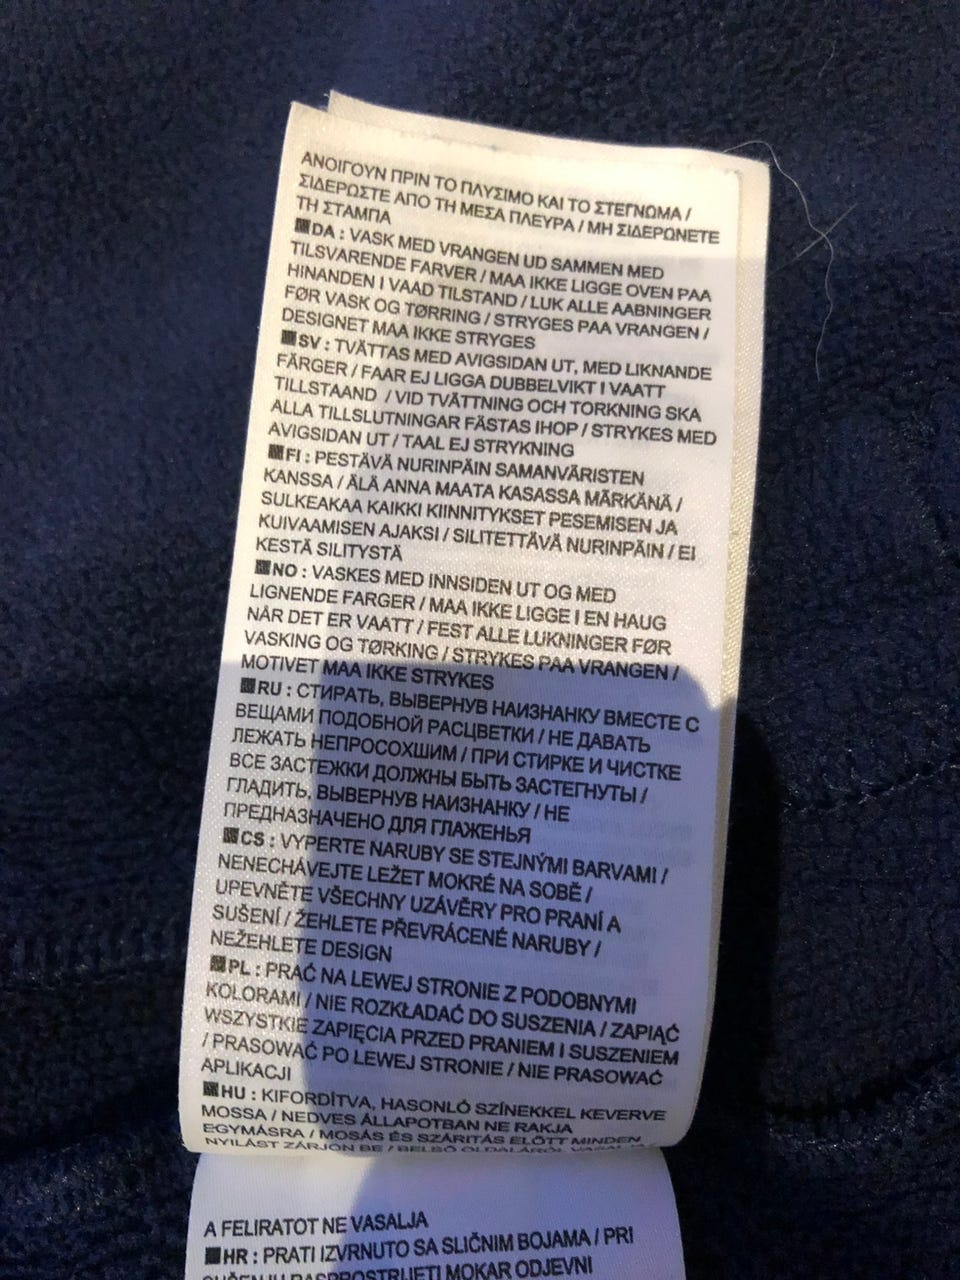 ΑΝΟΙΓΟΥΝ ΠΡΙΝ ΤΟ ΠΛΥΣΙΜΟ ΚΑΙ ΤΟ ΣΤΕΓΝΩΜΑ /
ΣΙΔΕΡΩΣΤΕ ΑΠΟ ΤΗ ΜΕΣΑ ΠΛΕΥΡΑ / ΜΗ ΣΙΔΕΡΩΝΕΤΕ
ΤΗ ΣΤΑΜΠΑ
DA : VASK MED VRANGEN UD SAMMEN MED
TILSVARENDE FARVER / MAA IKKE LIGGE OVEN PAA
HINANDEN I VAAD TILSTAND / LUK ALLE AABNINGER
FØR VASK OG TØRRING / STRYGES PAA VRANGEN /
DESIGNET MAA IKKE STRYGES
SV : TVÄTTAS MED AVIGSIDAN UT, MED LIKNANDE
FÄRGER / FAAR EJ LIGGA DUBBELVIKT I VAATT
TILLSTAAND / VID TVÄTTNING OCH TORKNING SKA
ALLA TILLSLUTNINGAR FÄSTAS IHOP / STRYKES MED
AVIGSIDAN UT / TAAL EJ STRYKNING
FI : PESTÄVÄ NURINPÄIN SAMANVÄRISTEN
KANSSA / ÄLÄ ANNA MAATA KASASSA MÄRKÄNÄ /
SULKEAKAA KAIKKI KIINNITYKSET PESEMISEN JA
KUIVAAMISEN AJAKSI / SILITETTÄVÄ NURINPÄIN / EI
KESTÄ SILITYSTÄ
NO : VASKES MED INNSIDEN UT OG MED
LIGNENDE FARGER / MAA IKKE LIGGE I EN HAUG
NÅR DET ER VAATT / FEST ALLE LUKNINGER FØR
VASKING OG TØRKING / STRYKES PAA VRANGEN /
MOTIVET MAA IKKE STRYKES
RU : СТИРАТЬ, ВЫВЕРНУВ НАИЗНАНКУ ВМЕСТЕ С
ВЕЩАМИ ПОДОБНОЙ РАСЦВЕТКИ / НЕ ДАВАТЬ
ЛЕЖАТЬ НЕПРОСОХШИМ / ПРИ СТИРКЕ И ЧИСТКЕ
ВСЕ ЗАСТЕЖКИ ДОЛЖНЫ БЫТЬ ЗАСТЕГНУТЫ /
ГЛАДИТЬ, ВЫВЕРНУВ НАИЗНАНКУ / НЕ
ПРЕДНАЗНАЧЕНО ДЛЯ ГЛАЖЕНЬЯ
CS : VYPERTE NARUBY SE STEJNÝMI BARVAMI /
NENECHÁVEJTE LEŽET MOKRÉ NA SOBĚ /
UPEVNĚTE VŠECHNY UZÁVĚRY PRO PRANÍ A
SUŠENÍ / ŽEHLETE PŘEVRÁCENÉ NARUBY /
NEŽEHLETE DESIGN
PL : PRAĆ NA LEWEJ STRONIE Z PODOBNYMI
KOLORAMI / NIE ROZKŁADAĆ DO SUSZENIA / ZAPIĄĆ
WSZYSTKIE ZAPIĘCIA PRZED PRANIEM I SUSZENIEM
/ PRASOWAĆ PO LEWEJ STRONIE / NIE PRASOWAĆ
APLIKACJI
HU : KIFORDÍTVA, HASONLÓ SZÍNEKKEL KEVERVE
MOSSA / NEDVES ÁLLAPOTBAN NE RAKJA
EGYMÁSRA / MOSÁS ÉS SZÁRÍTÁS ELŐTT MINDEN
NYILÁST ZÁRJON BE / BELSŐ OLDALÁRÓL
A FELIRATOT NE VASALJA
HR : PRATI IZVRNUTO SA SLIČNIM BOJAMA / PRI
SUŠENJU RASPROSTRIJETI MOKAR ODJEVNI